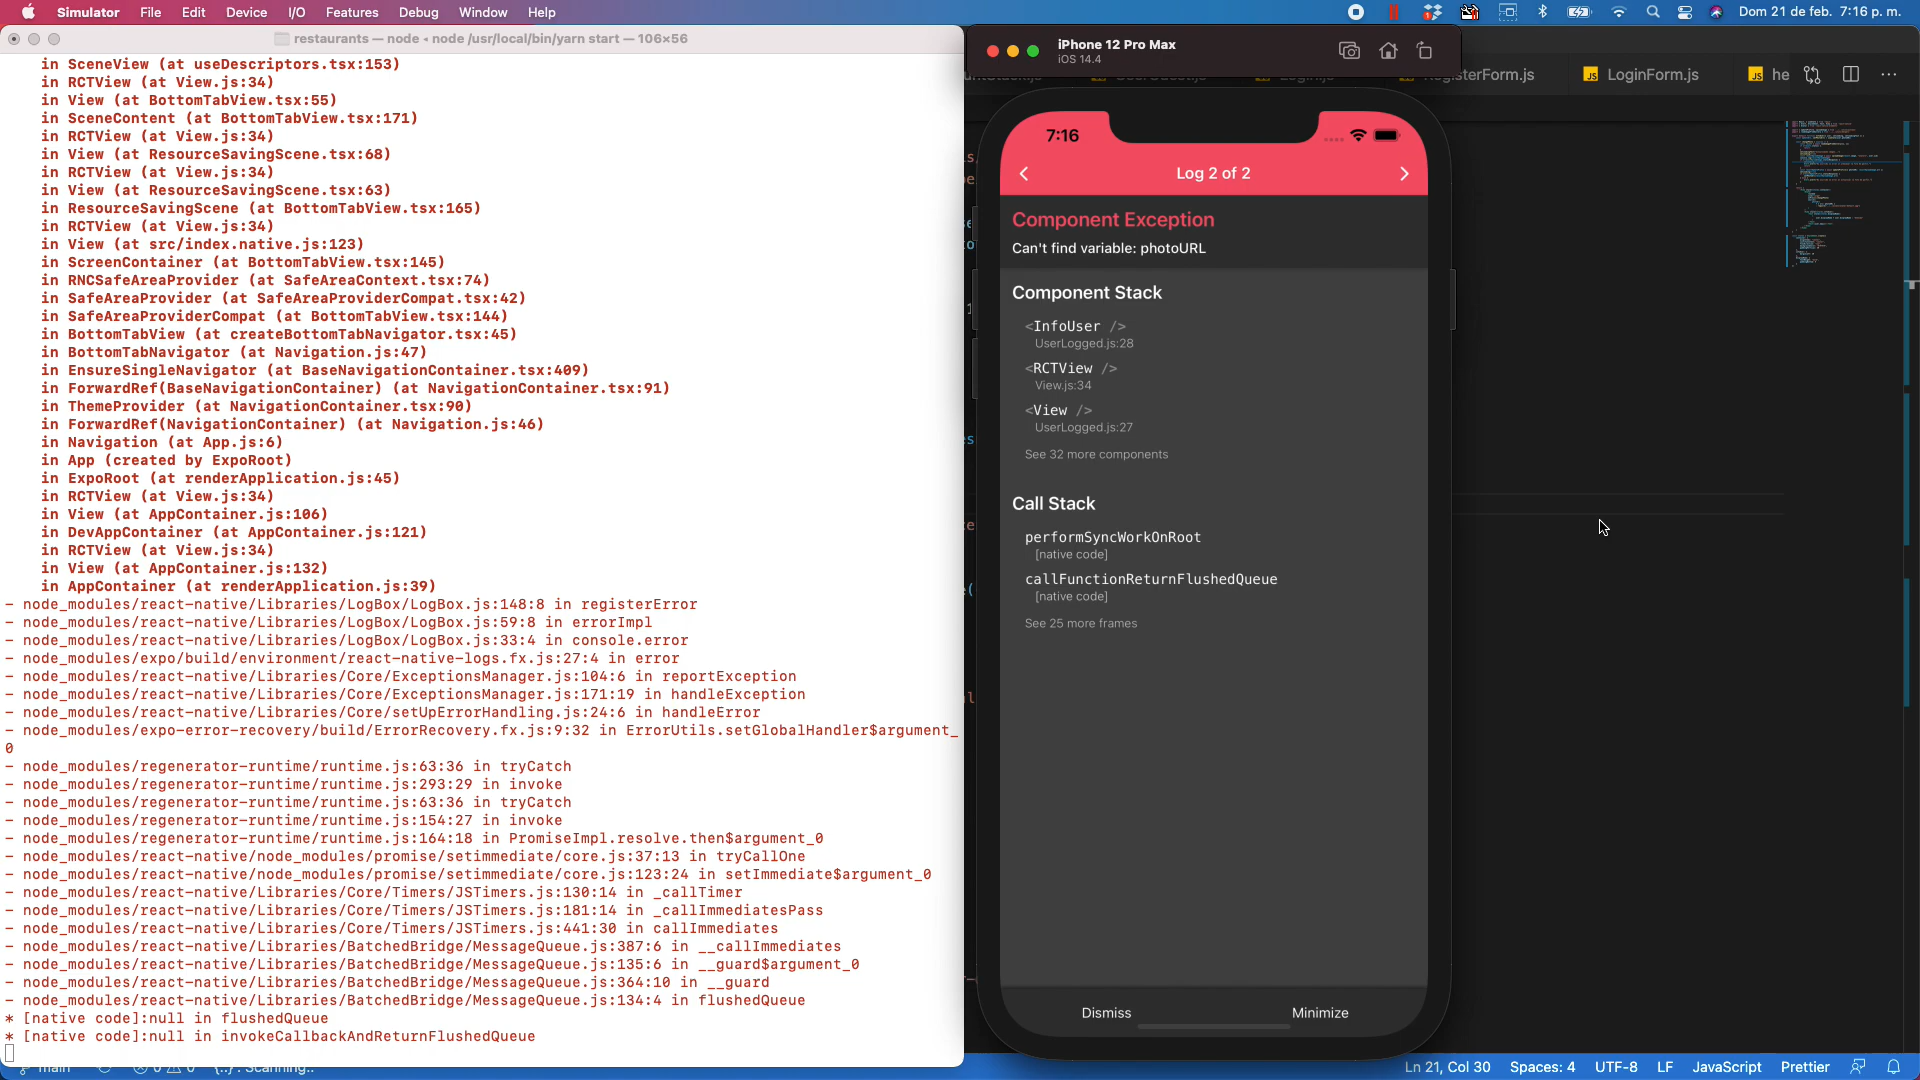 Simulator File Edit Device I/O Features Debug Window Help
Dom 21 de feb. 7:16 p. m.
restaurants — node ◂ node /usr/local/bin/yarn start — 106×56
in SceneView (at useDescriptors.tsx:153)
in RCTView (at View.js:34)
in View (at BottomTabView.tsx:55)
in SceneContent (at BottomTabView.tsx:171)
in RCTView (at View.js:34)
in View (at ResourceSavingScene.tsx:68)
in RCTView (at View.js:34)
in View (at ResourceSavingScene.tsx:63)
in ResourceSavingScene (at BottomTabView.tsx:165)
in RCTView (at View.js:34)
in View (at src/index.native.js:123)
in ScreenContainer (at BottomTabView.tsx:145)
in RNCSafeAreaProvider (at SafeAreaContext.tsx:74)
in SafeAreaProvider (at SafeAreaProviderCompat.tsx:42)
in SafeAreaProviderCompat (at BottomTabView.tsx:144)
in BottomTabView (at createBottomTabNavigator.tsx:45)
in BottomTabNavigator (at Navigation.js:47)
in EnsureSingleNavigator (at BaseNavigationContainer.tsx:409)
in ForwardRef(BaseNavigationContainer) (at NavigationContainer.tsx:91)
in ThemeProvider (at NavigationContainer.tsx:90)
in ForwardRef(NavigationContainer) (at Navigation.js:46)
in Navigation (at App.js:6)
in App (created by ExpoRoot)
in ExpoRoot (at renderApplication.js:45)
in RCTView (at View.js:34)
in View (at AppContainer.js:106)
in DevAppContainer (at AppContainer.js:121)
in RCTView (at View.js:34)
in View (at AppContainer.js:132)
in AppContainer (at renderApplication.js:39)
- node_modules/react-native/Libraries/LogBox/LogBox.js:148:8 in registerError
- node_modules/react-native/Libraries/LogBox/LogBox.js:59:8 in errorImpl
- node_modules/react-native/Libraries/LogBox/LogBox.js:33:4 in console.error
- node_modules/expo/build/environment/react-native-logs.fx.js:27:4 in error
- node_modules/react-native/Libraries/Core/ExceptionsManager.js:104:6 in reportException
- node_modules/react-native/Libraries/Core/ExceptionsManager.js:171:19 in handleException
- node_modules/react-native/Libraries/Core/setUpErrorHandling.js:24:6 in handleError
- node_modules/expo-error-recovery/build/ErrorRecovery.fx.js:9:32 in ErrorUtils.setGlobalHandler$argument_
0
- node_modules/regenerator-runtime/runtime.js:63:36 in tryCatch
- node_modules/regenerator-runtime/runtime.js:293:29 in invoke
- node_modules/regenerator-runtime/runtime.js:63:36 in tryCatch
- node_modules/regenerator-runtime/runtime.js:154:27 in invoke
- node_modules/regenerator-runtime/runtime.js:164:18 in PromiseImpl.resolve.then$argument_0
- node_modules/react-native/node_modules/promise/setimmediate/core.js:37:13 in tryCallOne
- node_modules/react-native/node_modules/promise/setimmediate/core.js:123:24 in setImmediate$argument_0
- node_modules/react-native/Libraries/Core/Timers/JSTimers.js:130:14 in _callTimer
- node_modules/react-native/Libraries/Core/Timers/JSTimers.js:181:14 in _callImmediatesPass
- node_modules/react-native/Libraries/Core/Timers/JSTimers.js:441:30 in callImmediates
- node_modules/react-native/Libraries/BatchedBridge/MessageQueue.js:387:6 in __callImmediates
- node_modules/react-native/Libraries/BatchedBridge/MessageQueue.js:135:6 in __guard$argument_0
- node_modules/react-native/Libraries/BatchedBridge/MessageQueue.js:364:10 in __guard
- node_modules/react-native/Libraries/BatchedBridge/MessageQueue.js:134:4 in flushedQueue
* [native code]:null in flushedQueue
* [native code]:null in invokeCallbackAndReturnFlushedQueue
iPhone 12 Pro Max
iOS 14.4
isterForm.js
JS LoginForm.js
JS he
7:16
Log 2 of 2
Component Exception
Can't find variable: photoURL
Component Stack
<InfoUser />
UserLogged.js:28
<RCTView />
View.js:34
<View />
UserLogged.js:27
See 32 more components
Call Stack
performSyncWorkOnRoot
[native code]
callFunctionReturnFlushedQueue
[native code]
See 25 more frames
Dismiss Minimize
main
Ln 21, Col 30 Spaces: 4 UTF-8 LF JavaScript Prettier